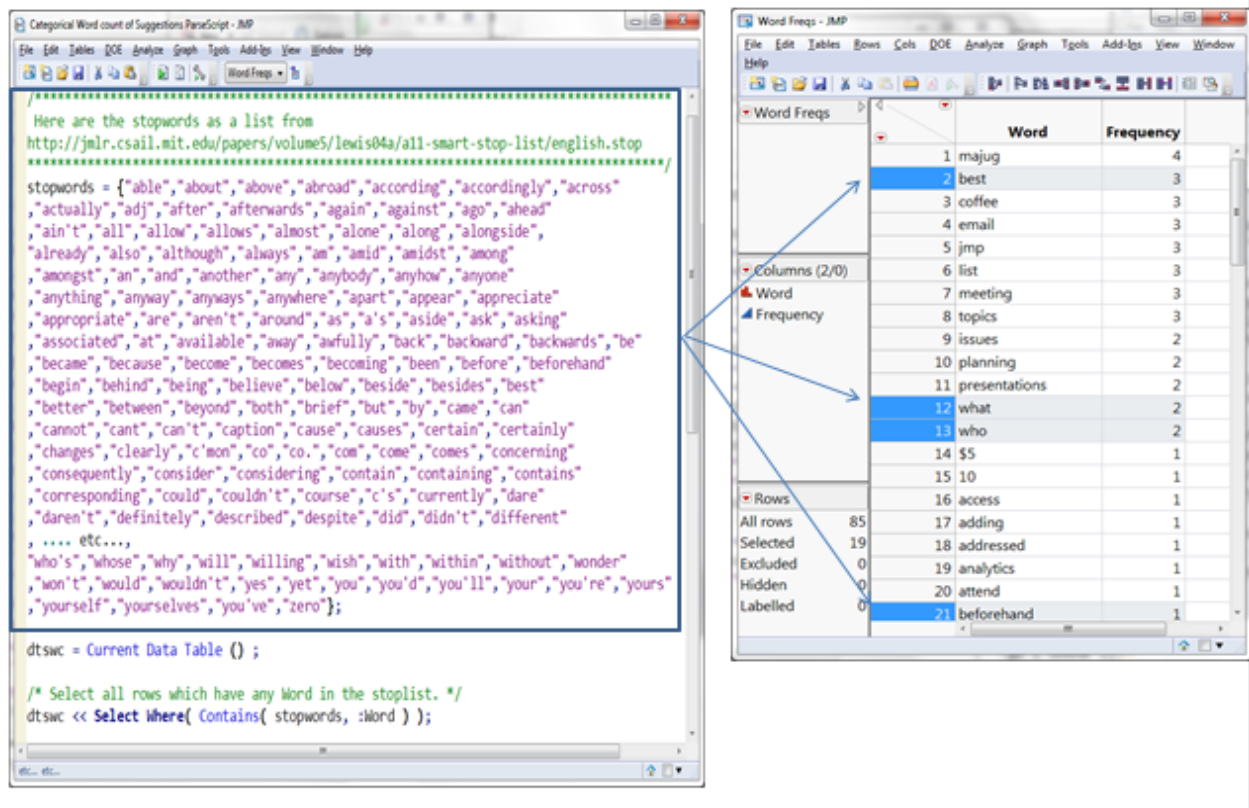 Categorical Word count of Suggestions ParseScript - JMP
File Edit Tables DOE Analyze Graph Tools Add-Ins View Window Help
Word Freqs
/************************************************************************************
Here are the stopwords as a list from
http://jmlr.csail.mit.edu/papers/volume5/lewis04a/a11-smart-stop-list/english.stop
************************************************************************************/
stopwords = {"able","about","above","abroad","according","accordingly","across"
,"actually","adj","after","afterwards","again","against","ago","ahead"
,"ain't","all","allow","allows","almost","alone","along","alongside",
"already","also","although","always","am","amid","amidst","among"
,"amongst","an","and","another","any","anybody","anyhow","anyone"
,"anything","anyway","anyways","anywhere","apart","appear","appreciate"
,"appropriate","are","aren't","around","as","a's","aside","ask","asking"
,"associated","at","available","away","awfully","back","backward","backwards","be"
,"became","because","become","becomes","becoming","been","before","beforehand"
,"begin","behind","being","believe","below","beside","besides","best"
,"better","between","beyond","both","brief","but","by","came","can"
,"cannot","cant","can't","caption","cause","causes","certain","certainly"
,"changes","clearly","c'mon","co","co.","com","come","comes","concerning"
,"consequently","consider","considering","contain","containing","contains"
,"corresponding","could","couldn't","course","c's","currently","dare"
,"daren't","definitely","described","despite","did","didn't","different"
, .... etc...,
"who's","whose","why","will","willing","wish","with","within","without","wonder"
,"won't","would","wouldn't","yes","yet","you","you'd","you'll","your","you're","yours"
,"yourself","yourselves","you've","zero"};
dtswc = Current Data Table () ;
/* Select all rows which have any Word in the stoplist. */
dtswc << Select Where( Contains( stopwords, :Word ) );
etc... etc...
Word Freqs - JMP
File Edit Tables Rows Cols DOE Analyze Graph Tools Add-Ins View Window
Help
Word Freqs
Columns (2/0)
Word
Frequency
Rows
All rows 85
Selected 19
Excluded 0
Hidden 0
Labelled 0
Word Frequency
1 majug 4
2 best 3
3 coffee 3
4 email 3
5 jmp 3
6 list 3
7 meeting 3
8 topics 3
9 issues 2
10 planning 2
11 presentations 2
12 what 2
13 who 2
14 $5 1
15 10 1
16 access 1
17 adding 1
18 addressed 1
19 analytics 1
20 attend 1
21 beforehand 1